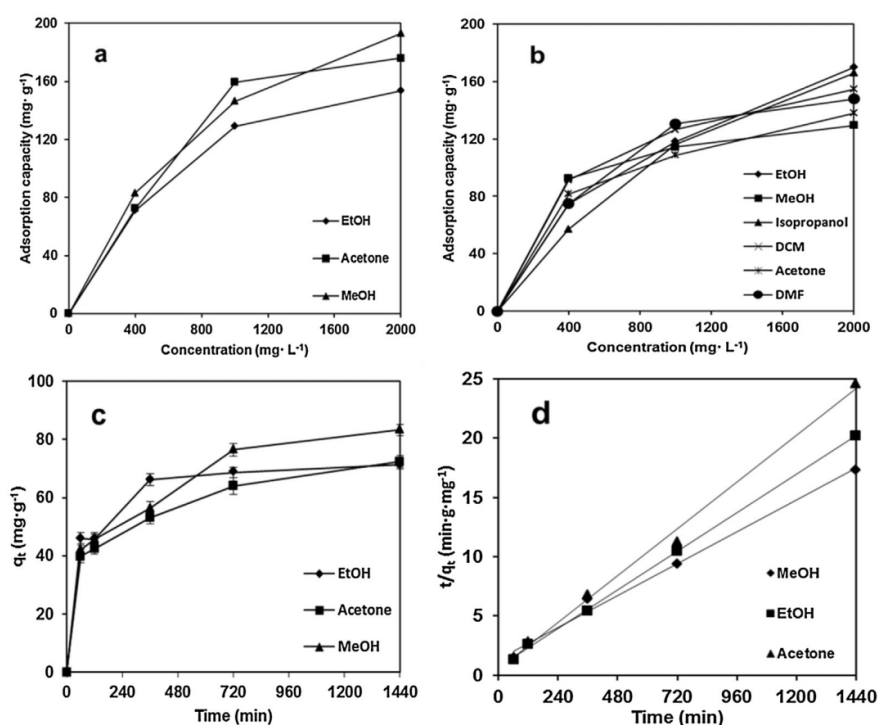 a
Adsorption capacity (mg· g⁻¹)
200
160
120
80
40
0
EtOH
Acetone
MeOH
0 400 800 1200 1600 2000
Concentration (mg· L⁻¹)
b
Adsorption capacity (mg· g⁻¹)
200
160
120
80
40
0
EtOH
MeOH
Isopropanol
DCM
Acetone
DMF
0 400 800 1200 1600 2000
Concentration (mg· L⁻¹)
c
qt (mg·g⁻¹)
100
80
60
40
20
0
EtOH
Acetone
MeOH
0 240 480 720 960 1200 1440
Time (min)
d
t/qt (min·g·mg⁻¹)
25
20
15
10
5
0
MeOH
EtOH
Acetone
0 240 480 720 960 1200 1440
Time (min)